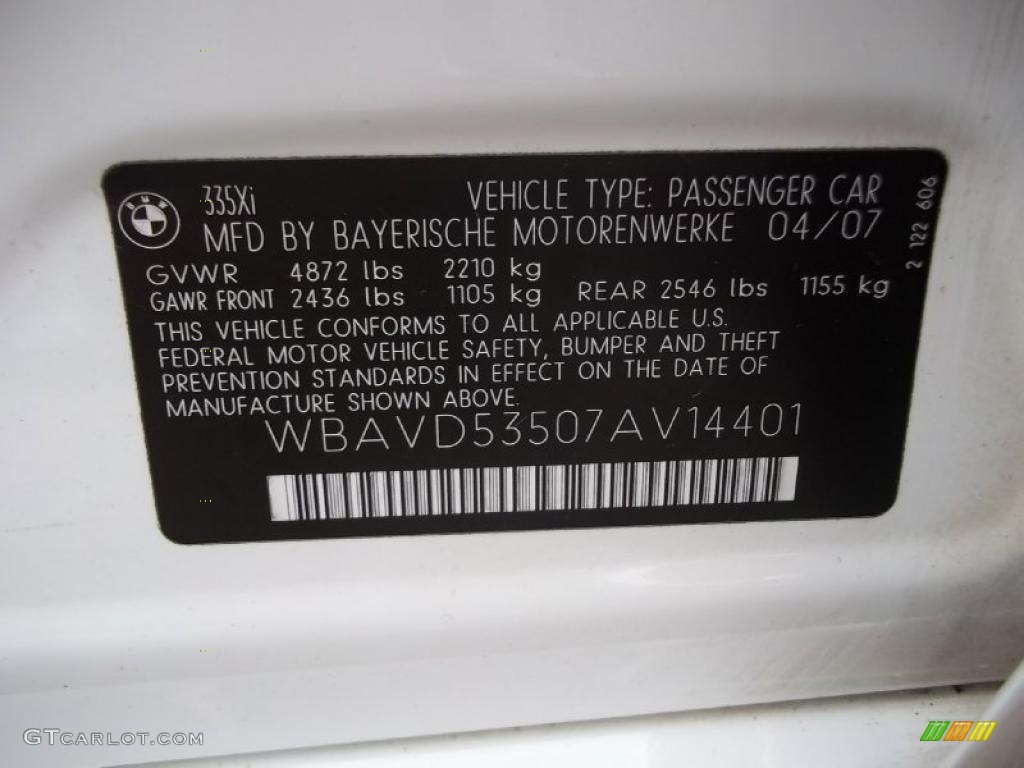 335Xi VEHICLE TYPE: PASSENGER CAR
MFD BY BAYERISCHE MOTORENWERKE 04/07
GVWR 4872 lbs 2210 kg
GAWR FRONT 2436 lbs 1105 kg REAR 2546 lbs 1155 kg
THIS VEHICLE CONFORMS TO ALL APPLICABLE U.S.
FEDERAL MOTOR VEHICLE SAFETY, BUMPER AND THEFT
PREVENTION STANDARDS IN EFFECT ON THE DATE OF
MANUFACTURE SHOWN ABOVE.
WBAVD53507AV14401
2 122 606
BMW
GTCARLOT.COM